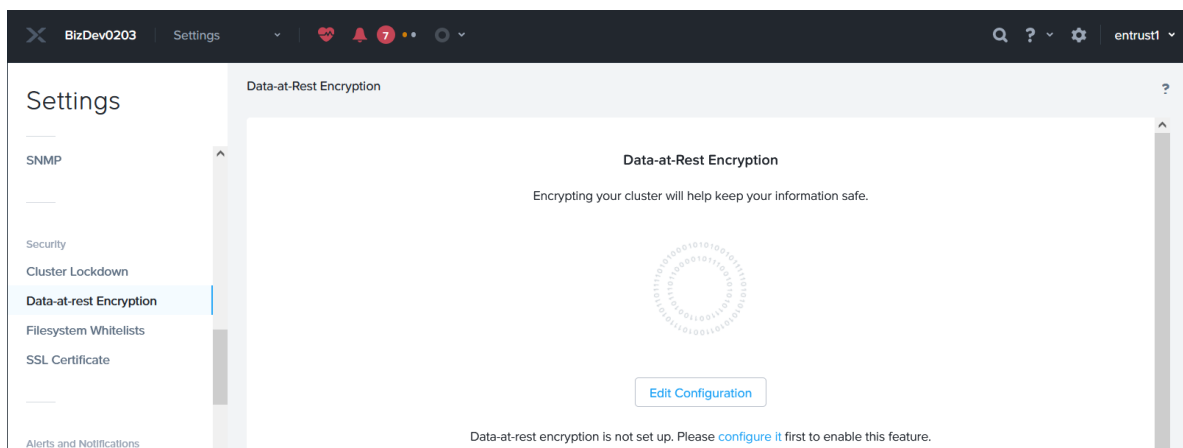 BizDev0203 Settings 7 ? entrust1
Settings
Data-at-Rest Encryption ?
SNMP
Security
Cluster Lockdown
Data-at-rest Encryption
Filesystem Whitelists
SSL Certificate
Alerts and Notifications
Data-at-Rest Encryption
Encrypting your cluster will help keep your information safe.
Edit Configuration
Data-at-rest encryption is not set up. Please configure it first to enable this feature.